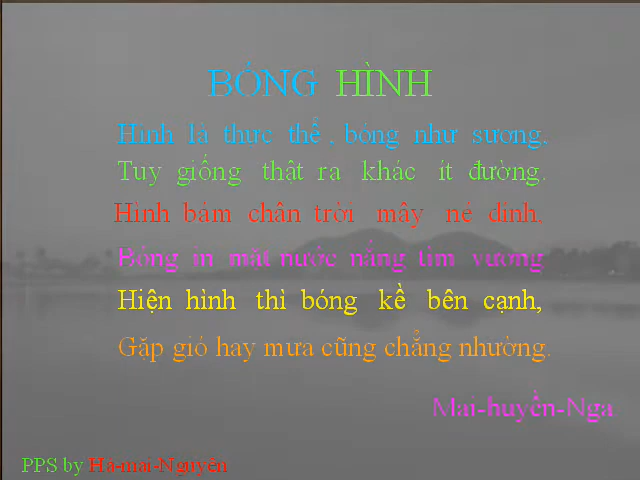 BÓNG HÌNH
Hình là thực thể , bóng như sương,
Tuy giống thật ra khác ít đường.
Hình bám chân trời mây né dính,
Bóng in mặt nước nắng tìm vương
Hiện hình thì bóng kề bên cạnh,
Gặp gió hay mưa cũng chẳng nhường.
Mai-huyền-Nga
PPS by Hà-mai-Nguyên